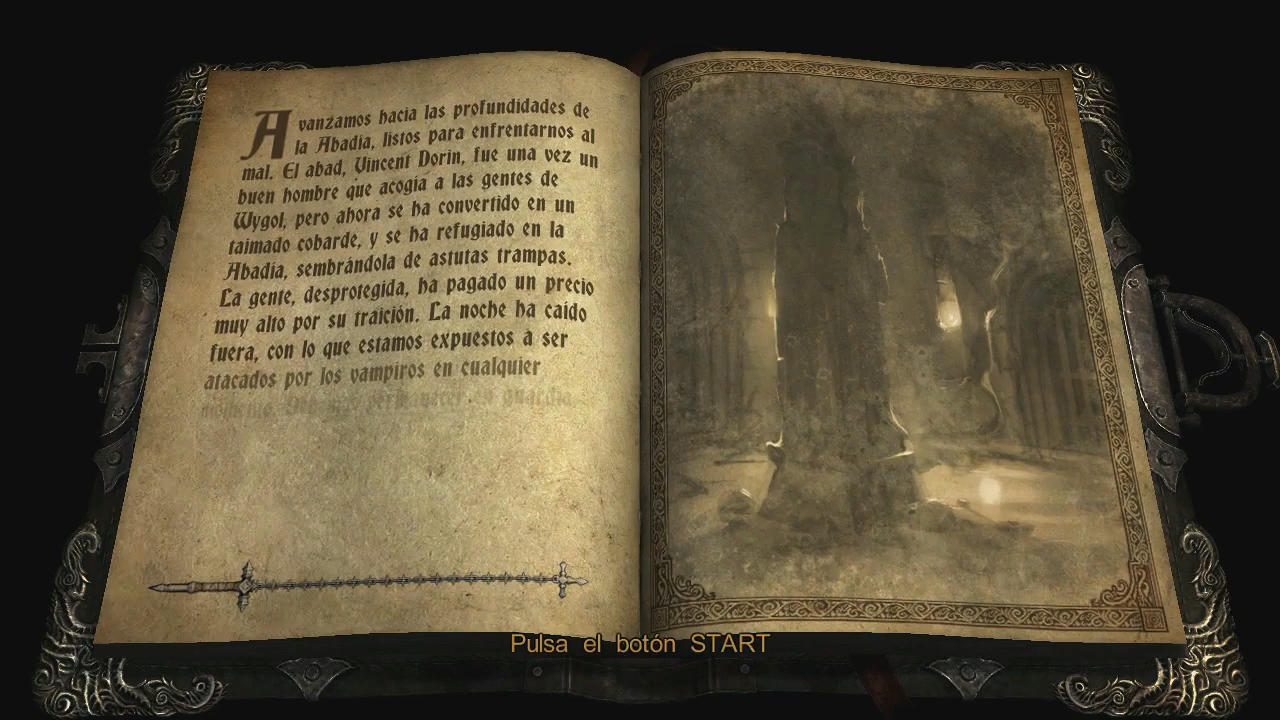 Avanzamos hacia las profundidades de
la Abadía, listos para enfrentarnos al
mal. El abad, Vincent Dorin, fue una vez un
buen hombre que acogía a las gentes de
Wygol, pero ahora se ha convertido en un
taimado cobarde, y se ha refugiado en la
Abadía, sembrándola de astutas trampas.
La gente, desprotegida, ha pagado un precio
muy alto por su traición. La noche ha caído
fuera, con lo que estamos expuestos a ser
atacados por los vampiros en cualquier
momento. permanecer en guardia
Pulsa el botón START